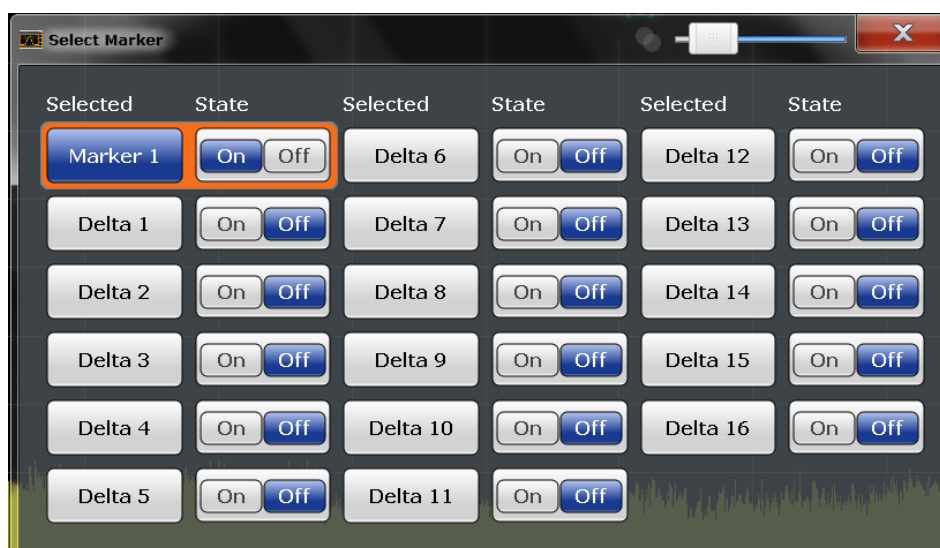 Select Marker
Selected State Selected State Selected State
Marker 1 On Off Delta 6 On Off Delta 12 On Off
Delta 1 On Off Delta 7 On Off Delta 13 On Off
Delta 2 On Off Delta 8 On Off Delta 14 On Off
Delta 3 On Off Delta 9 On Off Delta 15 On Off
Delta 4 On Off Delta 10 On Off Delta 16 On Off
Delta 5 On Off Delta 11 On Off